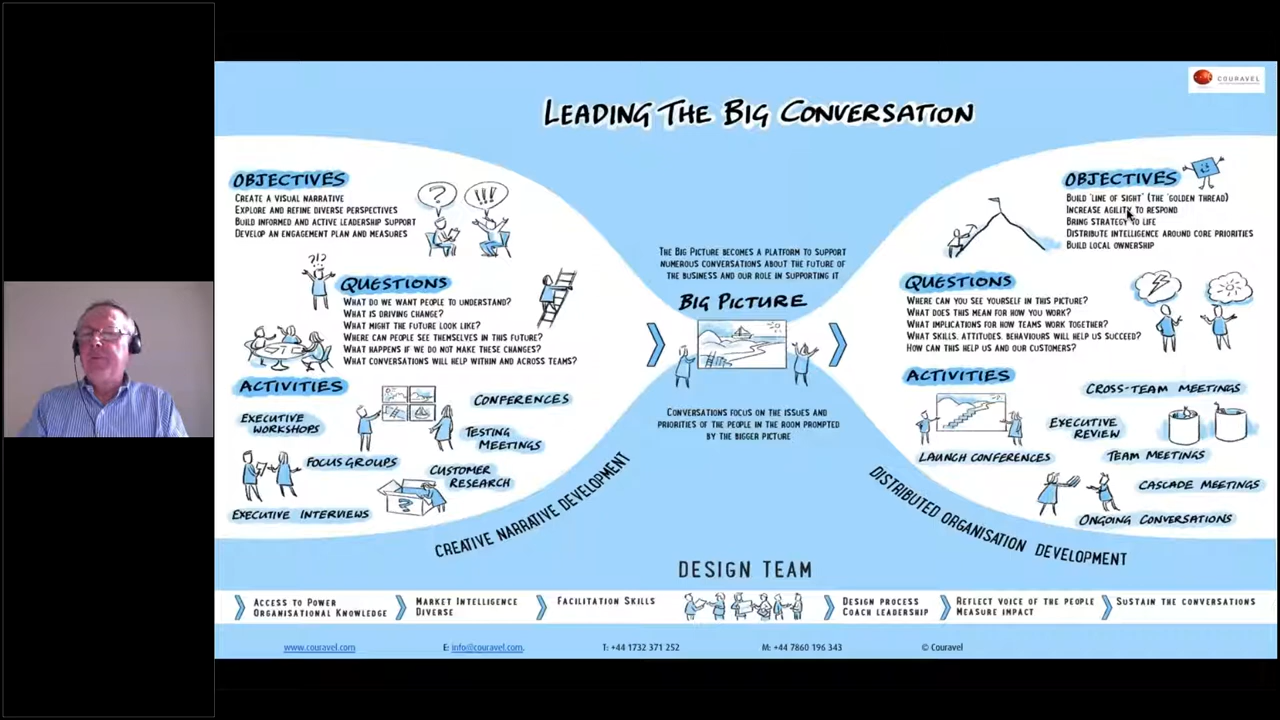 COURAVEL
LEADING THE BIG CONVERSATION
OBJECTIVES
CREATE A VISUAL NARRATIVE
EXPLORE AND REFINE DIVERSE PERSPECTIVES
BUILD INFORMED AND ACTIVE LEADERSHIP SUPPORT
DEVELOP AN ENGAGEMENT PLAN AND MEASURES
?
!!!
?!?
QUESTIONS
WHAT DO WE WANT PEOPLE TO UNDERSTAND?
WHAT IS DRIVING CHANGE?
WHAT MIGHT THE FUTURE LOOK LIKE?
WHERE CAN PEOPLE SEE THEMSELVES IN THIS FUTURE?
WHAT HAPPENS IF WE DO NOT MAKE THESE CHANGES?
WHAT CONVERSATIONS WILL HELP WITHIN AND ACROSS TEAMS?
ACTIVITIES
EXECUTIVE
WORKSHOPS
CONFERENCES
TESTING
MEETINGS
FOCUS GROUPS
CUSTOMER
RESEARCH
?
EXECUTIVE INTERVIEWS
CREATIVE NARRATIVE DEVELOPMENT
THE BIG PICTURE BECOMES A PLATFORM TO SUPPORT
NUMEROUS CONVERSATIONS ABOUT THE FUTURE OF
THE BUSINESS AND OUR ROLE IN SUPPORTING IT
BIG PICTURE
CONVERSATIONS FOCUS ON THE ISSUES AND
PRIORITIES OF THE PEOPLE IN THE ROOM PROMPTED
BY THE BIGGER PICTURE
OBJECTIVES
BUILD 'LINE OF SIGHT' (THE 'GOLDEN THREAD)
INCREASE AGILITY TO RESPOND
BRING STRATEGY TO LIFE
DISTRIBUTE INTELLIGENCE AROUND CORE PRIORITIES
BUILD LOCAL OWNERSHIP
QUESTIONS
WHERE CAN YOU SEE YOURSELF IN THIS PICTURE?
WHAT DOES THIS MEAN FOR HOW YOU WORK?
WHAT IMPLICATIONS FOR HOW TEAMS WORK TOGETHER?
WHAT SKILLS, ATTITUDES, BEHAVIOURS WILL HELP US SUCCEED?
HOW CAN THIS HELP US AND OUR CUSTOMERS?
ACTIVITIES
CROSS-TEAM MEETINGS
EXECUTIVE
REVIEW
LAUNCH CONFERENCES
TEAM MEETINGS
CASCADE MEETINGS
ONGOING CONVERSATIONS
DISTRIBUTED ORGANISATION DEVELOPMENT
DESIGN TEAM
ACCESS TO POWER
ORGANISATIONAL KNOWLEDGE
MARKET INTELLIGENCE
DIVERSE
FACILITATION SKILLS
DESIGN PROCESS
COACH LEADERSHIP
REFLECT VOICE OF THE PEOPLE
MEASURE IMPACT
SUSTAIN THE CONVERSATIONS
www.couravel.com
E: info@couravel.com.
T: +44 1732 371 252
M: +44 7860 196 343
© Couravel